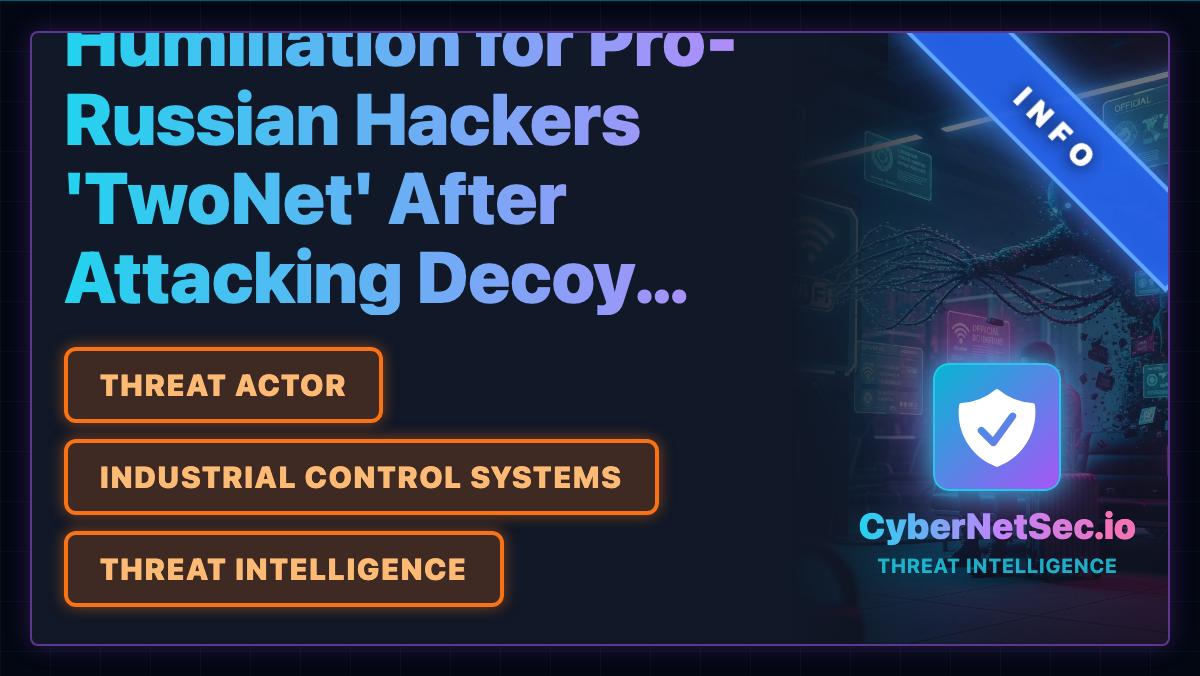 Humiliation for Pro-
Russian Hackers
'TwoNet' After
Attacking Decoy...
THREAT ACTOR
INDUSTRIAL CONTROL SYSTEMS
THREAT INTELLIGENCE
INFO
OFFICIAL
CyberNetSec.io
THREAT INTELLIGENCE